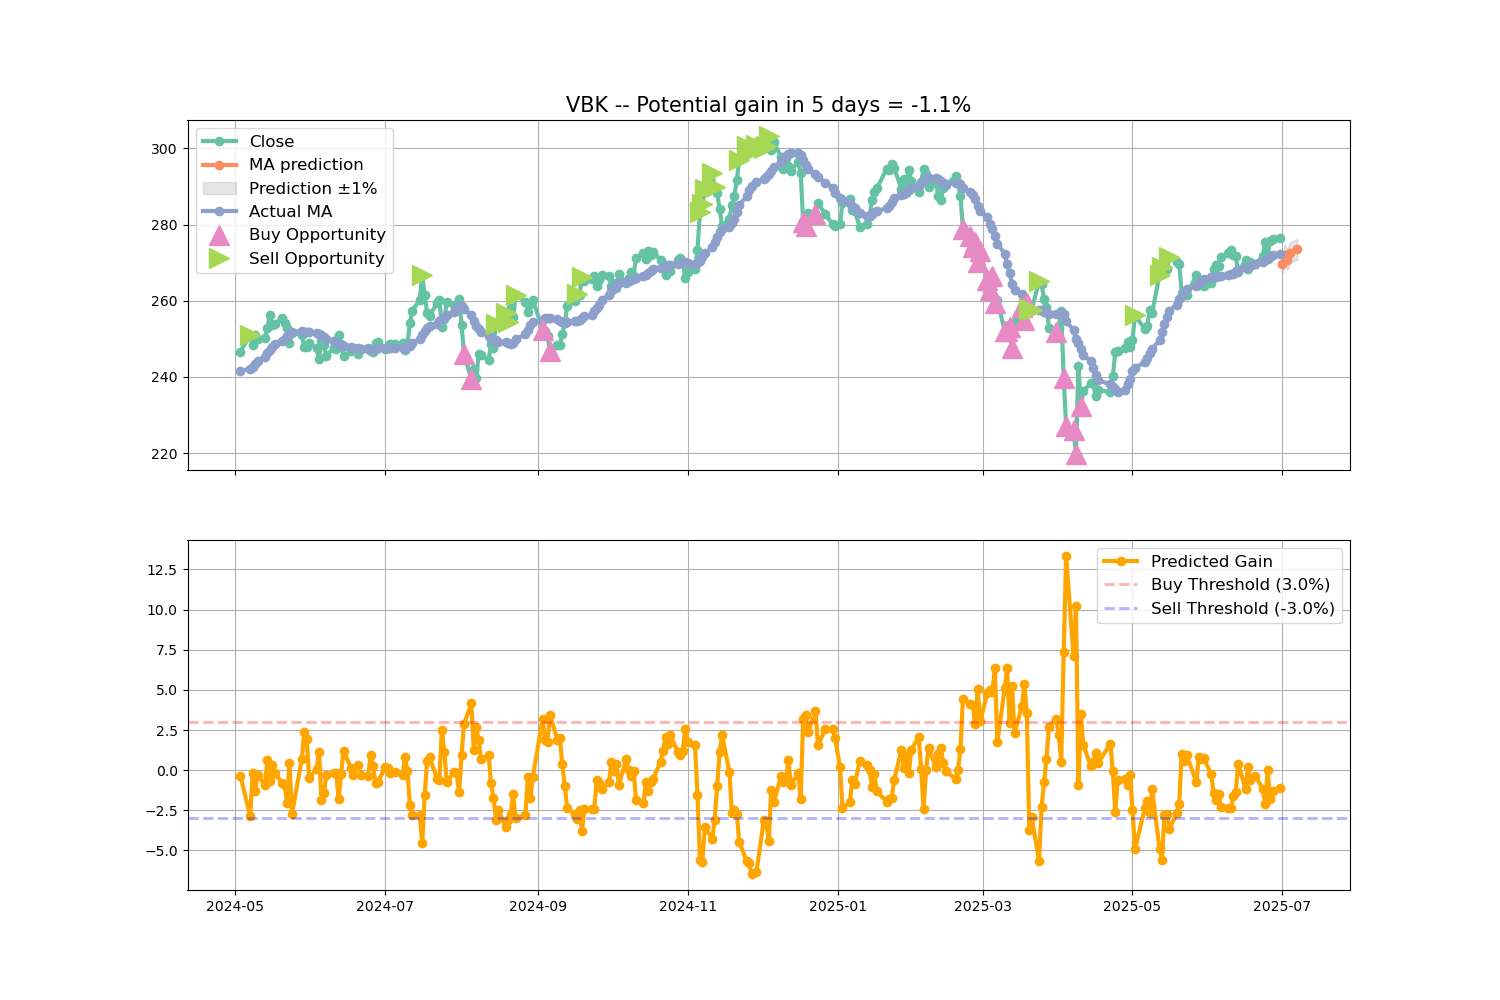 VBK -- Potential gain in 5 days = -1.1%
Close
MA prediction
Prediction ±1%
Actual MA
Buy Opportunity
Sell Opportunity
300
280
260
240
220
Predicted Gain
Buy Threshold (3.0%)
Sell Threshold (-3.0%)
12.5
10.0
7.5
5.0
2.5
0.0
−2.5
−5.0
2024-05 2024-07 2024-09 2024-11 2025-01 2025-03 2025-05 2025-07